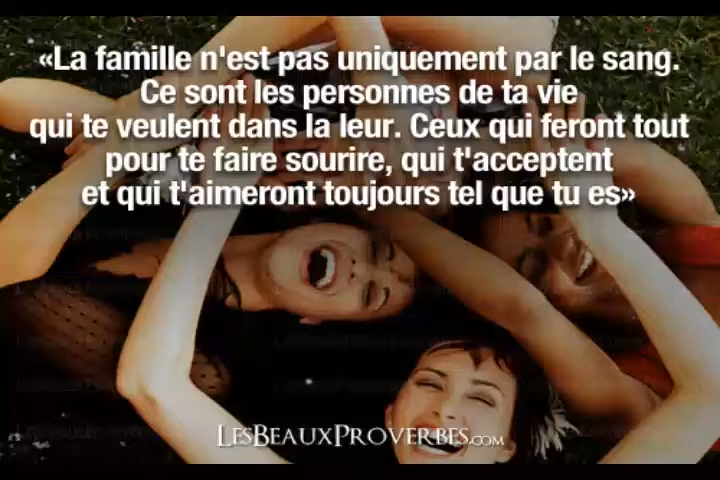 «La famille n'est pas uniquement par le sang.
Ce sont les personnes de ta vie
qui te veulent dans la leur. Ceux qui feront tout
pour te faire sourire, qui t'acceptent
et qui t'aimeront toujours tel que tu es»
LESBEAUXPROVERBES.COM